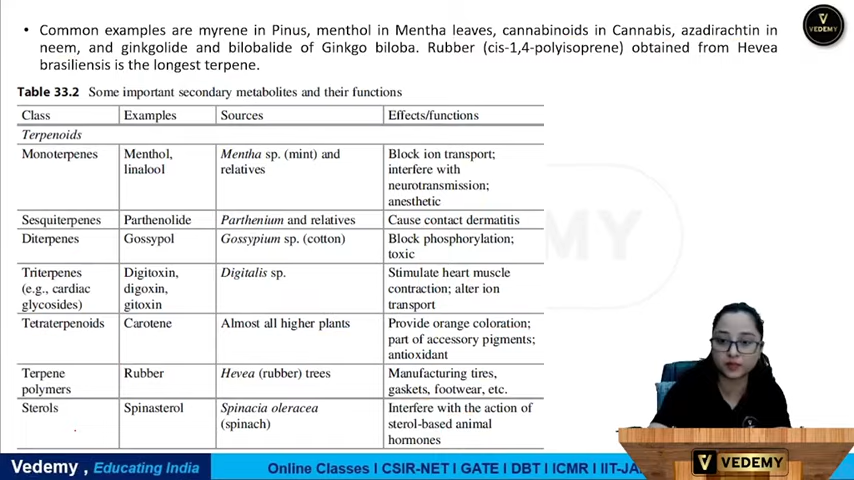 • Common examples are myrene in Pinus, menthol in Mentha leaves, cannabinoids in Cannabis, azadirachtin in
neem, and ginkgolide and bilobalide of Ginkgo biloba. Rubber (cis-1,4-polyisoprene) obtained from Hevea
brasiliensis is the longest terpene.
VEDEMY
Table 33.2 Some important secondary metabolites and their functions
Class Examples Sources Effects/functions
Terpenoids
Monoterpenes Menthol, Mentha sp. (mint) and Block ion transport;
linalool relatives interfere with
neurotransmission;
anesthetic
Sesquiterpenes Parthenolide Parthenium and relatives Cause contact dermatitis
Diterpenes Gossypol Gossypium sp. (cotton) Block phosphorylation;
toxic
Triterpenes Digitoxin, Digitalis sp. Stimulate heart muscle
(e.g., cardiac digoxin, contraction; alter ion
glycosides) gitoxin transport
Tetraterpenoids Carotene Almost all higher plants Provide orange coloration;
part of accessory pigments;
antioxidant
Terpene Rubber Hevea (rubber) trees Manufacturing tires,
polymers gaskets, footwear, etc.
Sterols Spinasterol Spinacia oleracea Interfere with the action of
(spinach) sterol-based animal
hormones
MY
VEDEMY
Vedemy , Educating India Online Classes I CSIR-NET I GATE I DBT I ICMR I IIT-JA